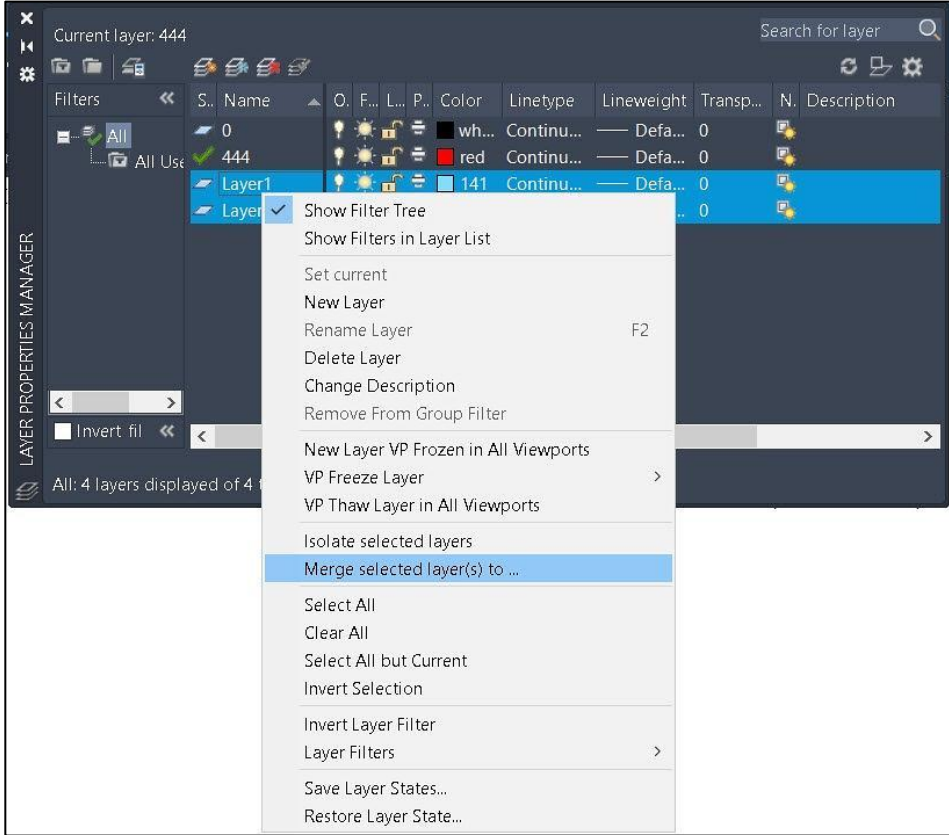 Current layer: 444
Search for layer
Filters
S.. Name O. F... L... P.. Color Linetype Lineweight Transp... N. Description
All
0 wh... Continu... Defa... 0
All Use
444 red Continu... Defa... 0
Layer1 141 Continu... Defa... 0
Layer .. 0
LAYER PROPERTIES MANAGER
Invert fil
All: 4 layers displayed of 4
Show Filter Tree
Show Filters in Layer List
Set current
New Layer
Rename Layer F2
Delete Layer
Change Description
Remove From Group Filter
New Layer VP Frozen in All Viewports
VP Freeze Layer
VP Thaw Layer in All Viewports
Isolate selected layers
Merge selected layer(s) to ...
Select All
Clear All
Select All but Current
Invert Selection
Invert Layer Filter
Layer Filters
Save Layer States...
Restore Layer State...